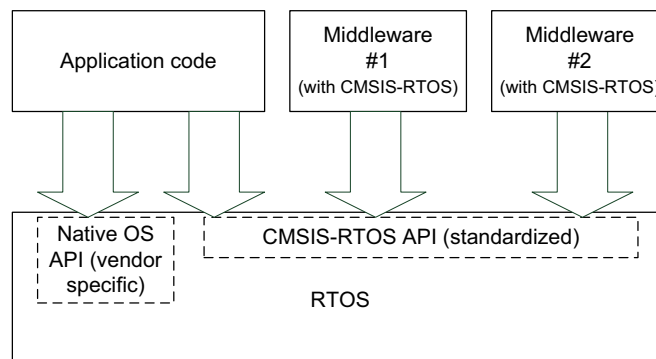 Application code
Middleware
#1
(with CMSIS-RTOS)
Middleware
#2
(with CMSIS-RTOS)
Native OS
API (vendor
specific)
CMSIS-RTOS API (standardized)
RTOS